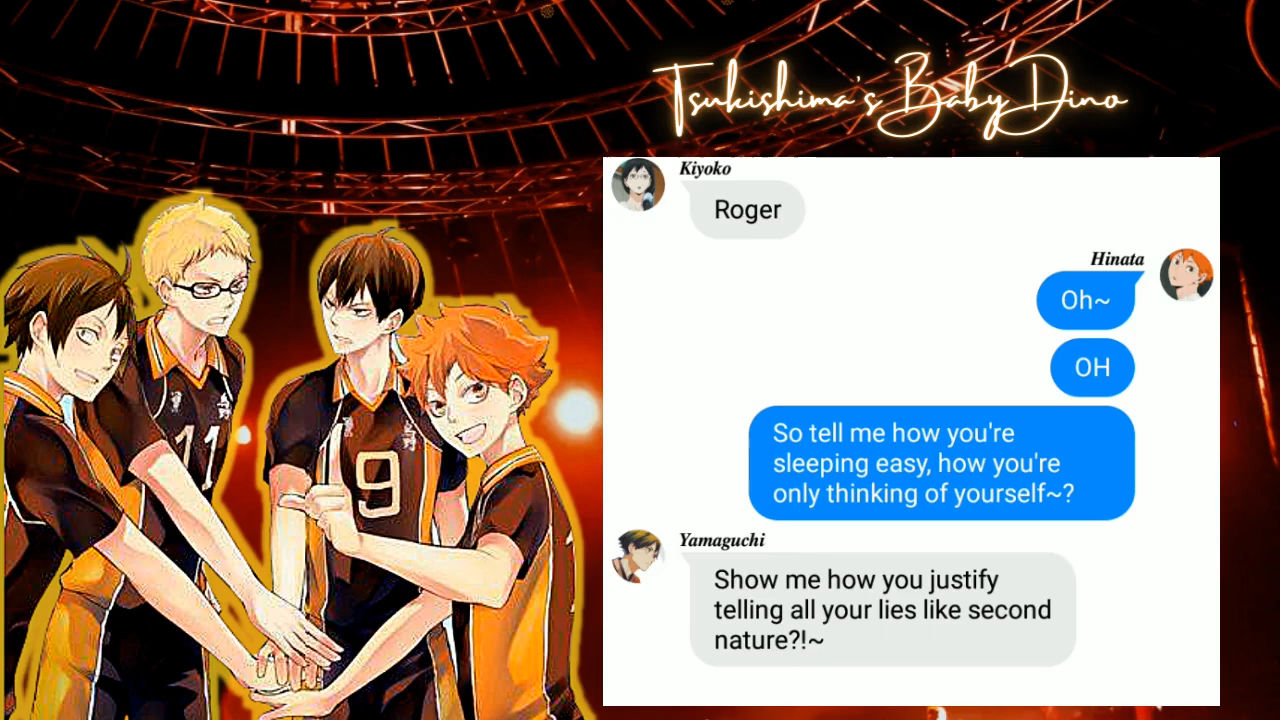 Tsukishima's Baby Dino
Kiyoko
Roger
Hinata
Oh~
OH
So tell me how you're
sleeping easy, how you're
only thinking of yourself~?
Yamaguchi
Show me how you justify
telling all your lies like second
nature?!~
11
9